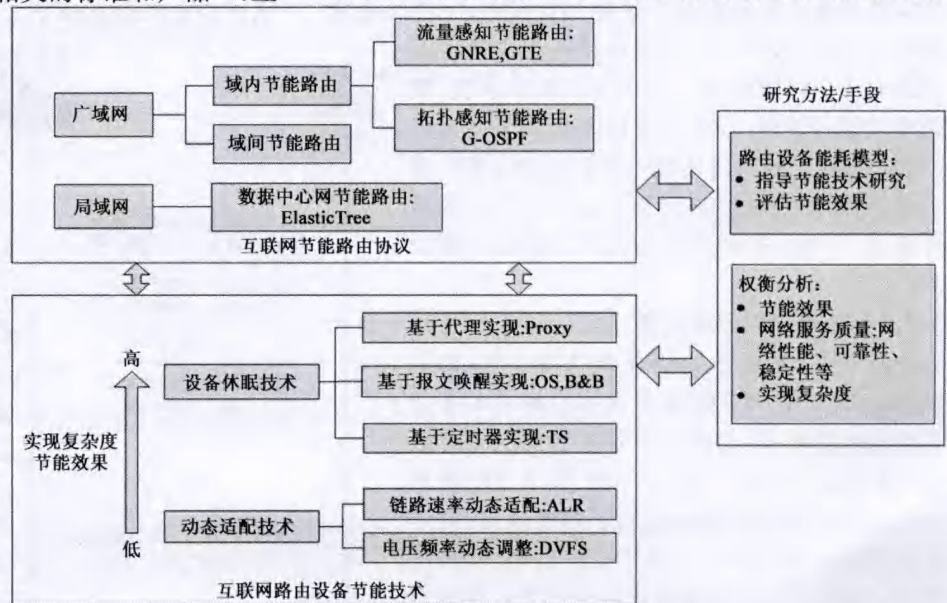 流量感知节能路由:
GNRE,GTE
域内节能路由
广域网
拓扑感知节能路由:
G-OSPF
域间节能路由
局域网
数据中心网节能路由:
ElasticTree
互联网节能路由协议
研究方法/手段
路由设备能耗模型:
• 指导节能技术研究
• 评估节能效果
权衡分析:
• 节能效果
• 网络服务质量:网
络性能、可靠性、
稳定性等
• 实现复杂度
高
实现复杂度
节能效果
低
设备休眠技术
基于代理实现:Proxy
基于报文唤醒实现:OS,B&B
基于定时器实现:TS
动态适配技术
链路速率动态适配:ALR
电压频率动态调整:DVFS
互联网路由设备节能技术